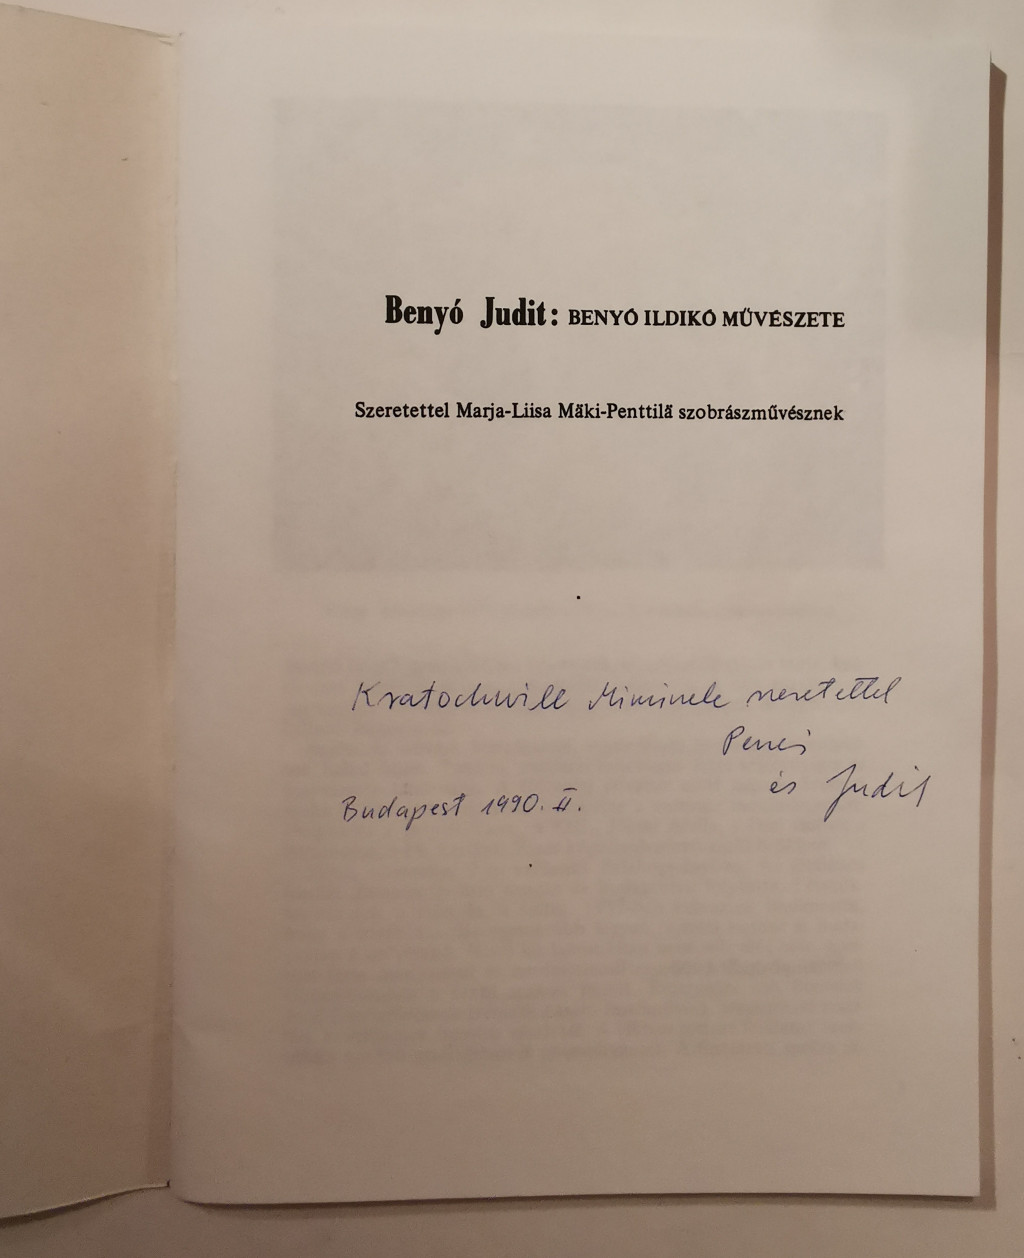 Benyó Judit: BENYÓ ILDIKÓ MŰVÉSZETE
Szeretettel Marja-Liisa Mäki-Penttilä szobrászművésznek
Kratochwill Miminek szeretettel
és Judit
Budapest 1990. II.